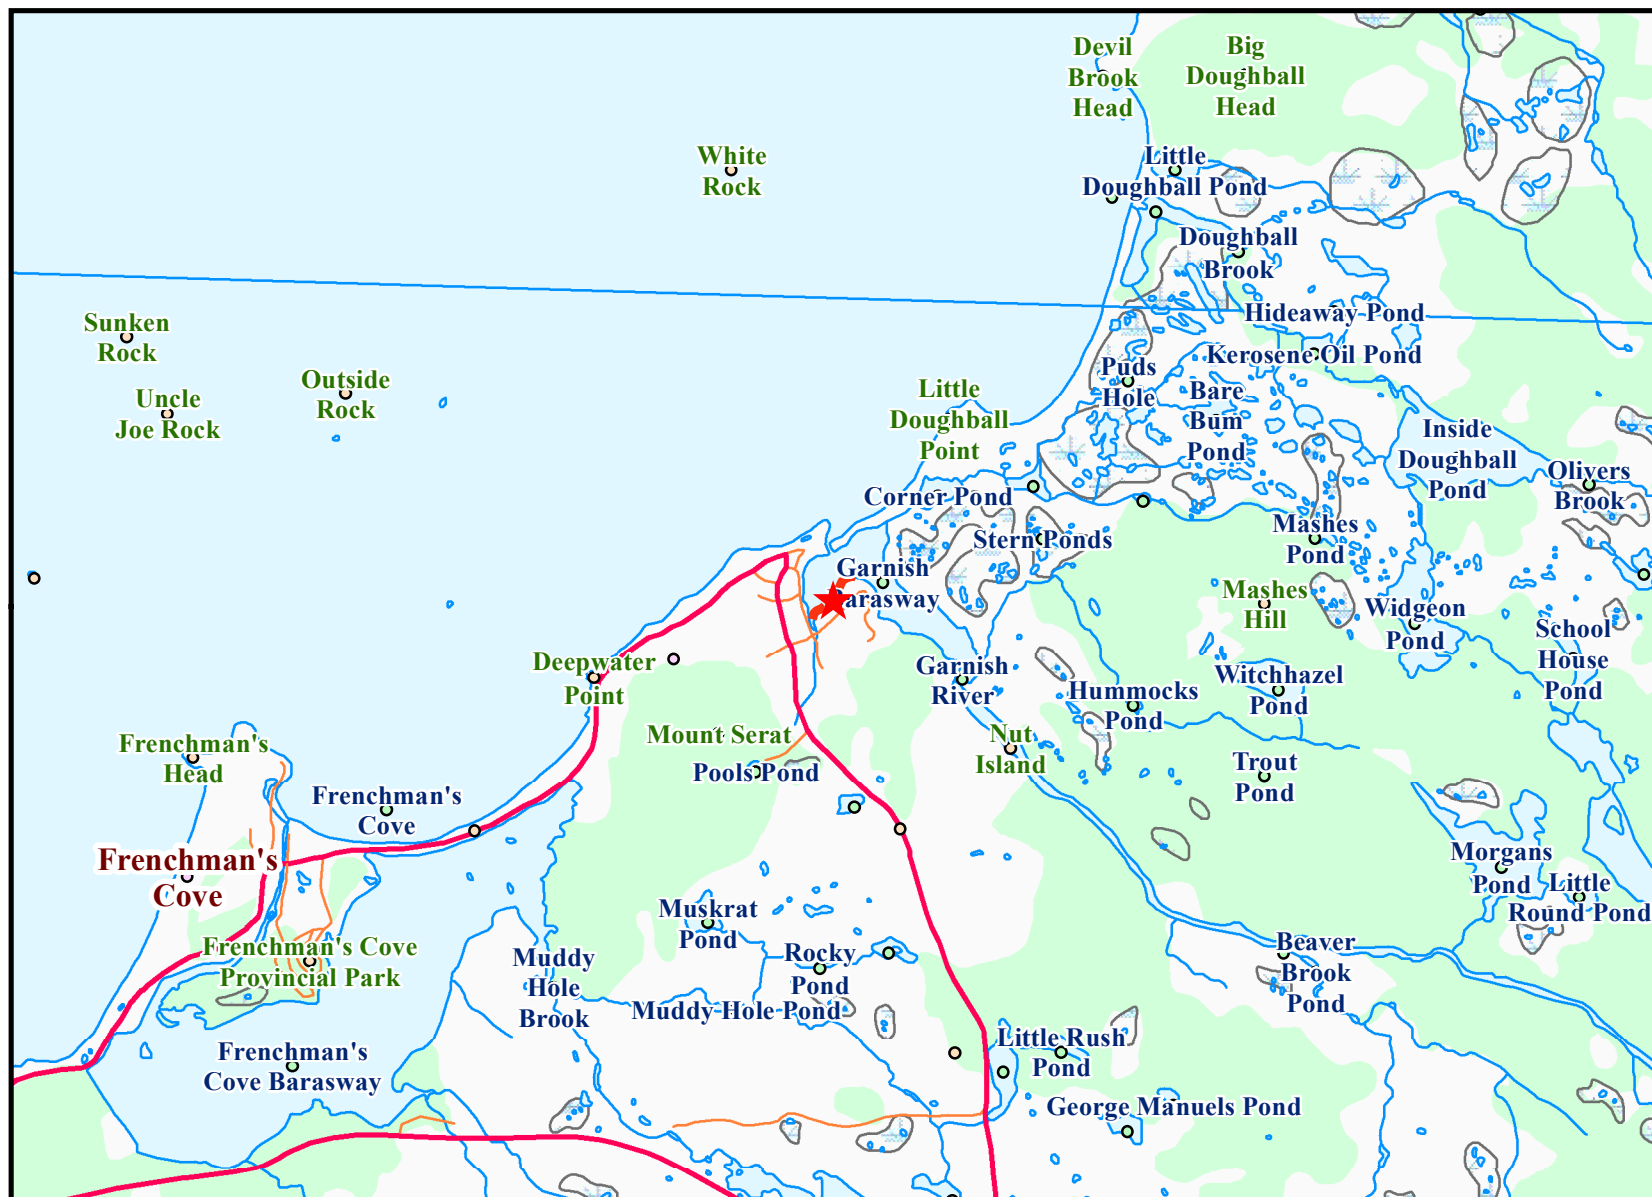 Devil
Brook
Head
Big
Doughball
Head
White
Rock
Little
Doughball Pond
Doughball
Brook
Hideaway Pond
Sunken
Rock
Kerosene Oil Pond
Puds
Hole
Outside
Rock
Bare
Bum
Pond
Uncle
Joe Rock
Little
Doughball
Point
Inside
Doughball
Pond
Olivers
Brook
Corner Pond
Stern Ponds
Mashes
Pond
Garnish
Barasway
Mashes
Hill
Widgeon
Pond
School
House
Pond
Deepwater
Point
Garnish
River
Witchhazel
Pond
Hummocks
Pond
Mount Serat
Nut
Island
Frenchman's
Head
Pools Pond
Trout
Pond
Frenchman's
Cove
Frenchman's
Cove
Morgans
Pond
Little
Round Pond
Muskrat
Pond
Frenchman's Cove
Provincial Park
Muddy
Hole
Brook
Rocky
Pond
Beaver
Brook
Pond
Muddy Hole Pond
Little Rush
Pond
Frenchman's
Cove Barasway
George Manuels Pond